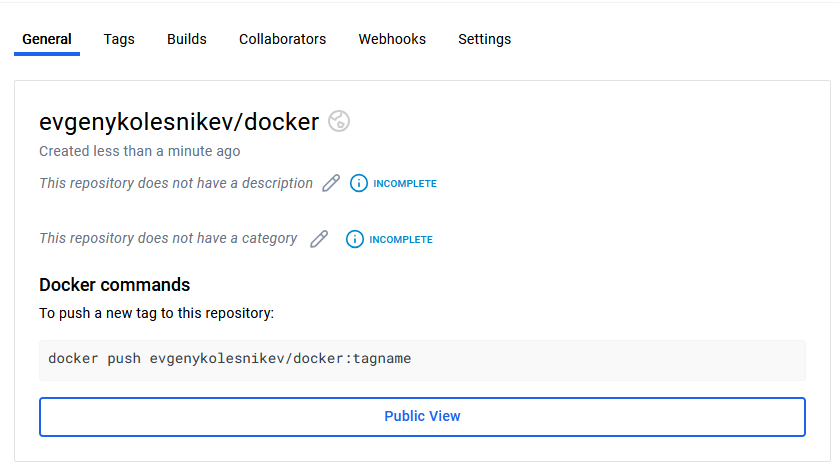 General Tags Builds Collaborators Webhooks Settings
evgenykolesnikev/docker
Created less than a minute ago
This repository does not have a description INCOMPLETE
This repository does not have a category INCOMPLETE
Docker commands
To push a new tag to this repository:
docker push evgenykolesnikev/docker:tagname
Public View